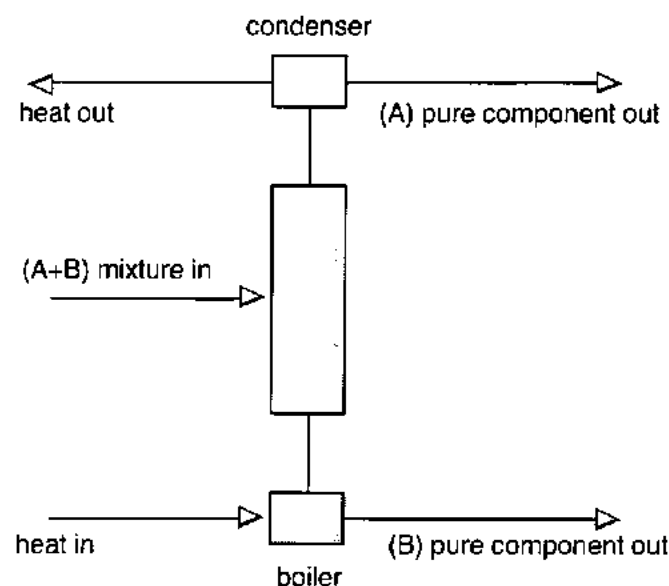 condenser
heat out
(A) pure component out
(A+B) mixture in
heat in
(B) pure component out
boiler